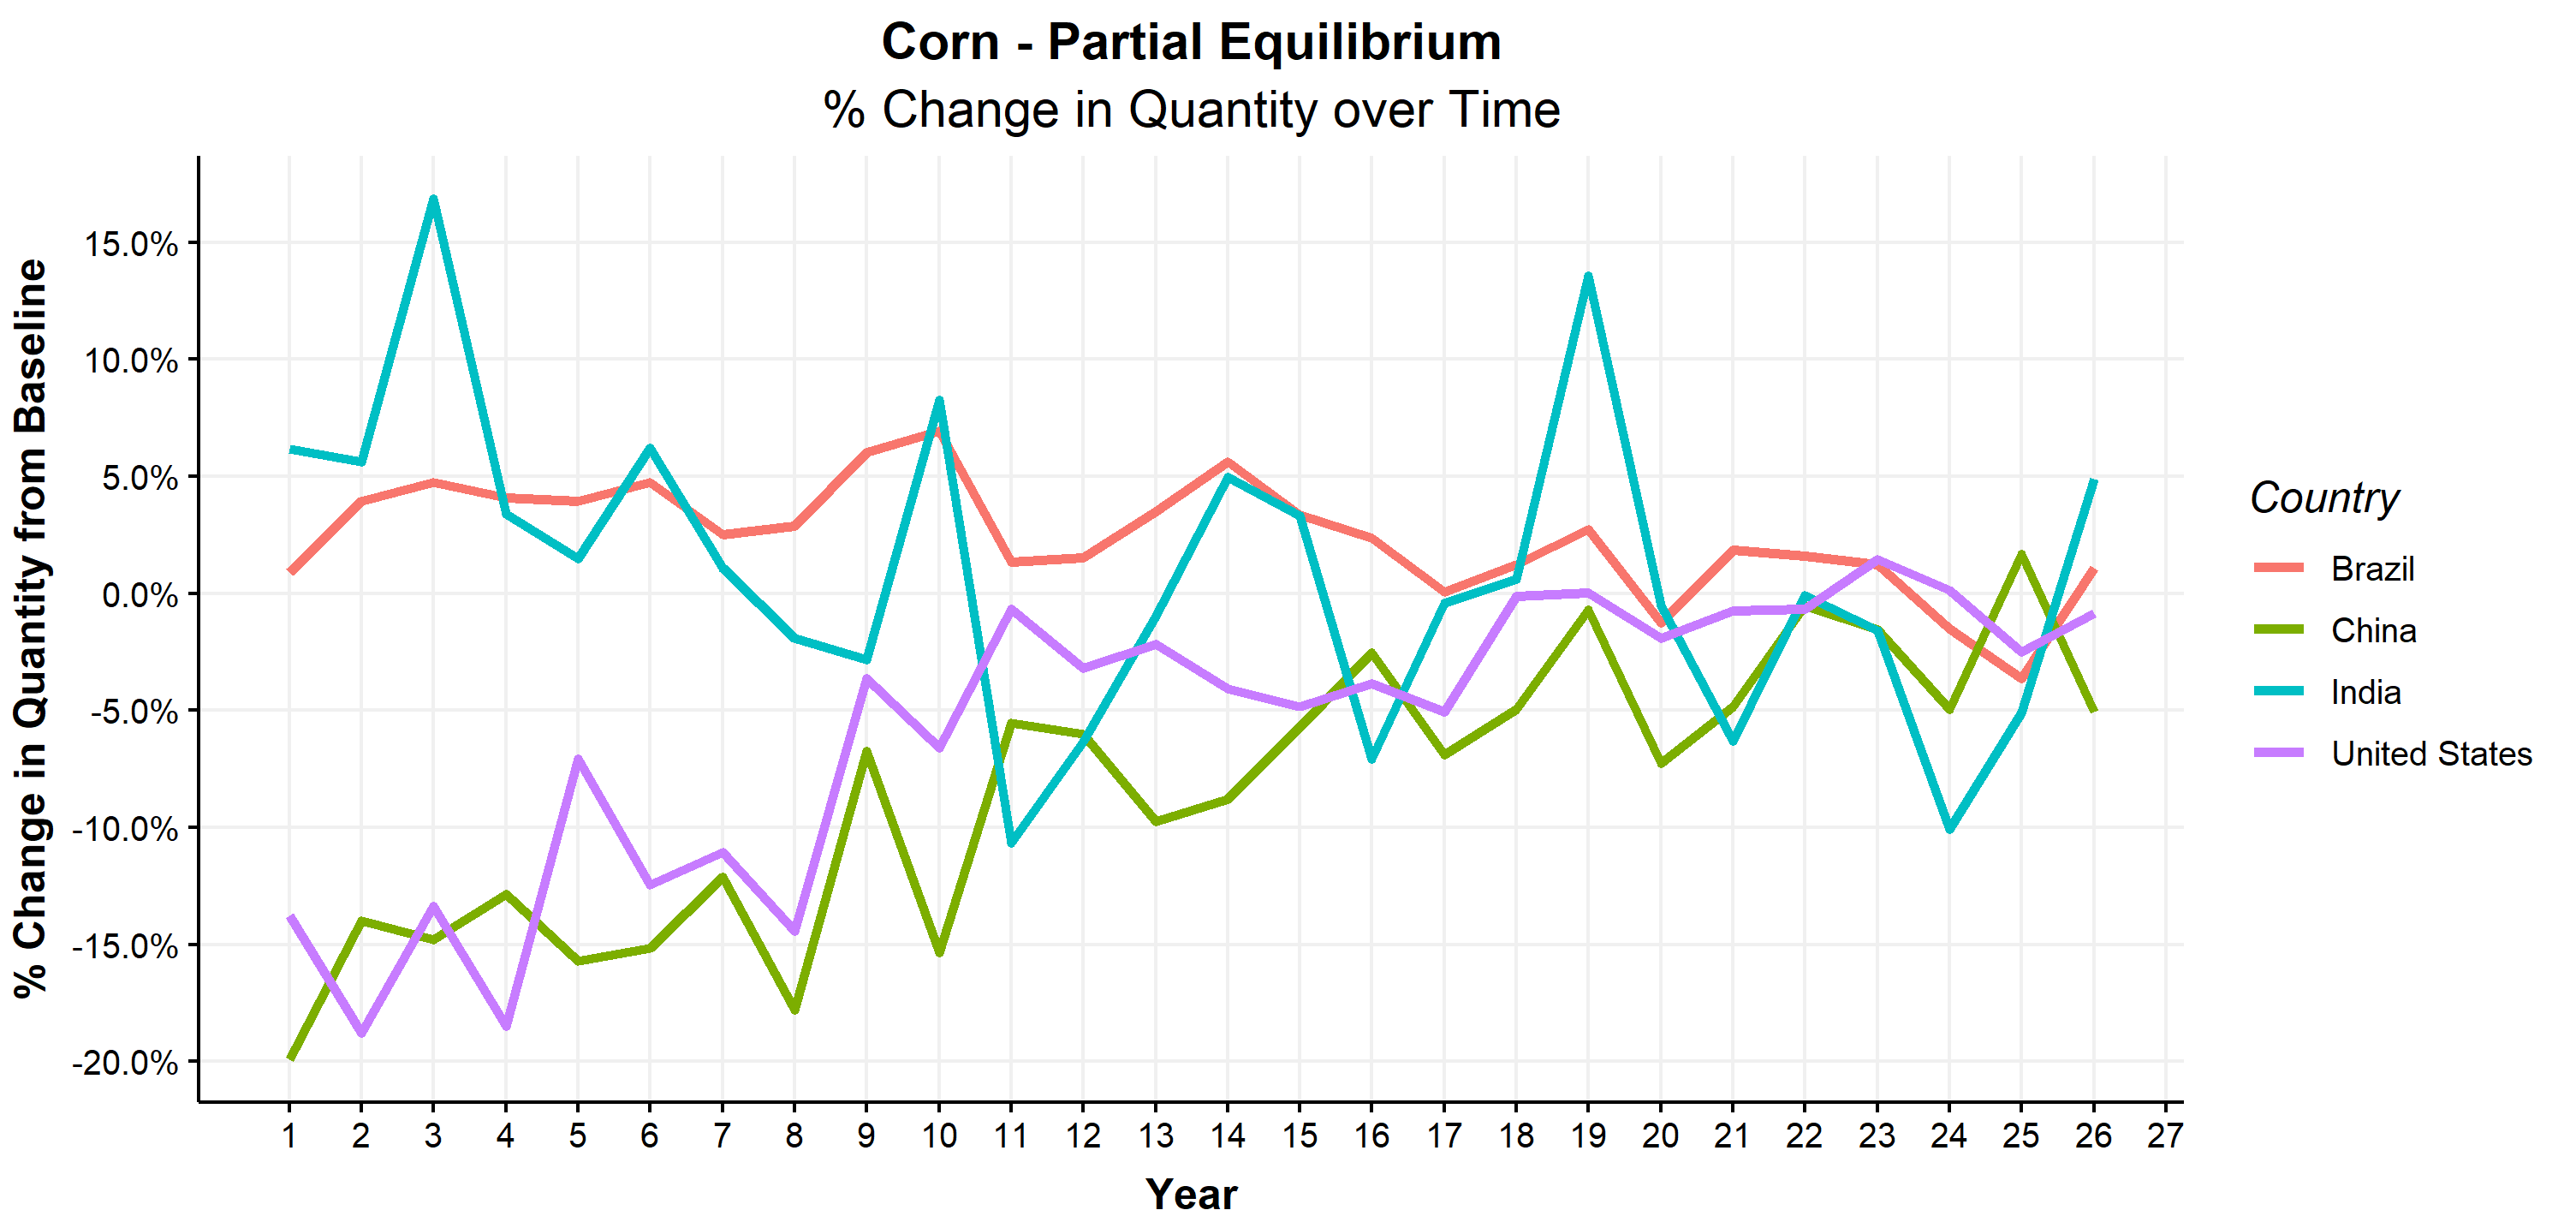 Corn - Partial Equilibrium
% Change in Quantity over Time
% Change in Quantity from Baseline
15.0%
10.0%
5.0%
0.0%
-5.0%
-10.0%
-15.0%
-20.0%
1 2 3 4 5 6 7 8 9 10 11 12 13 14 15 16 17 18 19 20 21 22 23 24 25 26 27
Year
Country
Brazil
China
India
United States